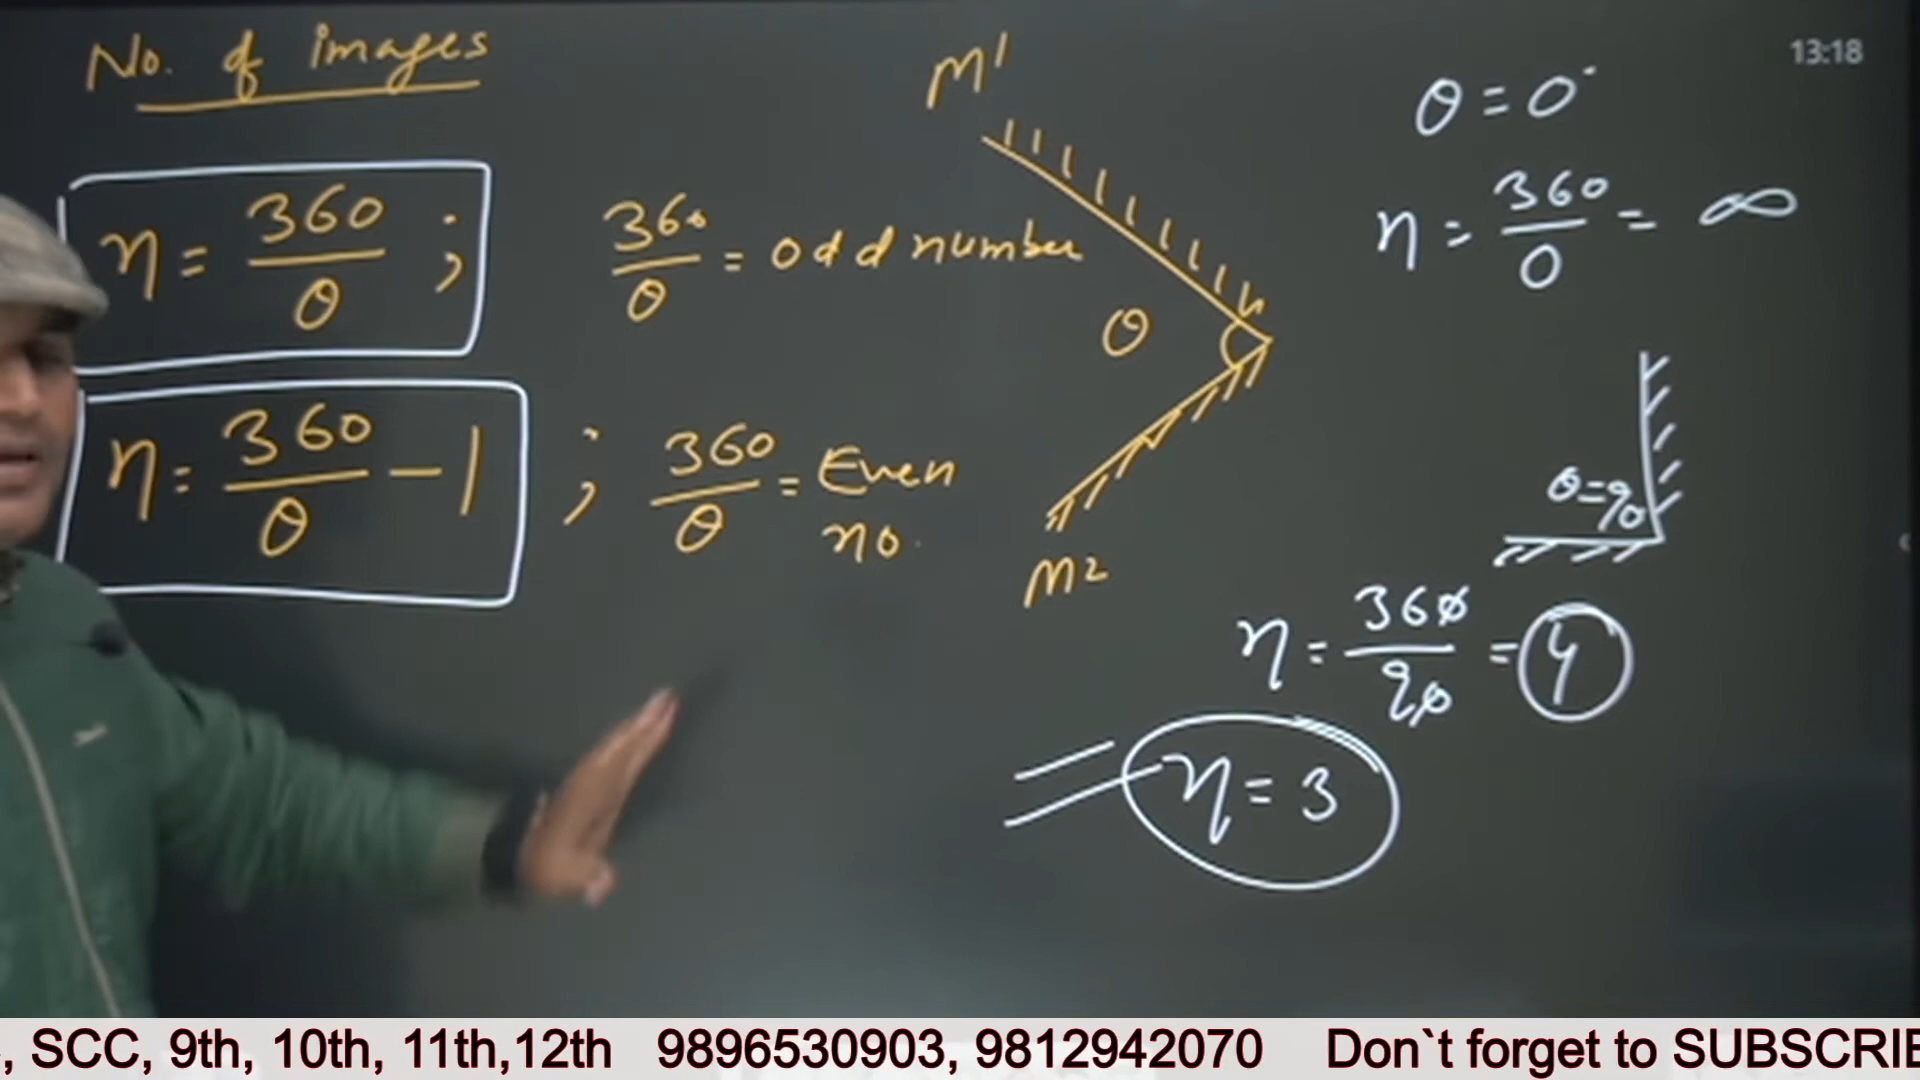 No. of images
n = 360/θ ; 360/θ = odd number
n = 360/θ - 1 ; 360/θ = Even no.
M1
θ
M2
13:18
θ = 0°
n = 360/0 = ∞
θ=90
n = 360/90 = 4
n = 3
, SCC, 9th, 10th, 11th,12th 9896530903, 9812942070 Don`t forget to SUBSCRIBE